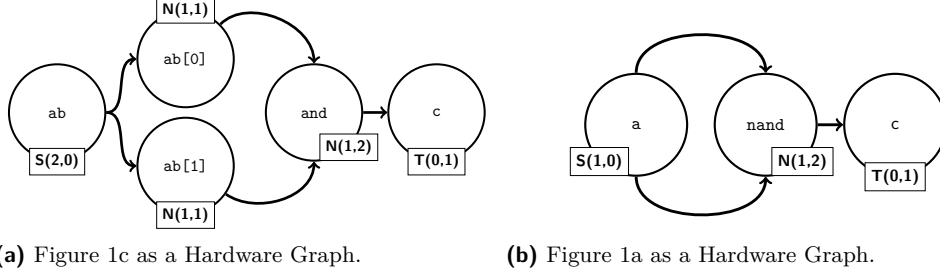 N(1,1)
ab[0]
ab
S(2,0)
and
N(1,2)
c
T(0,1)
ab[1]
N(1,1)
a
S(1,0)
nand
N(1,2)
c
T(0,1)
(a) Figure 1c as a Hardware Graph.
(b) Figure 1a as a Hardware Graph.